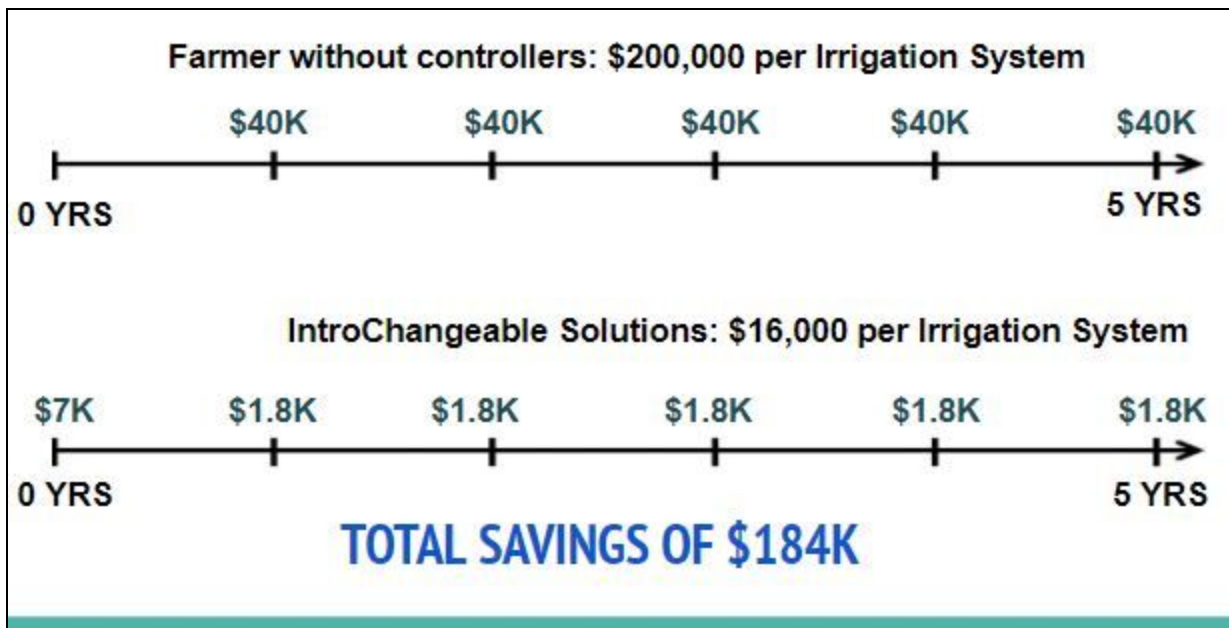 Farmer without controllers: $200,000 per Irrigation System
$40K $40K $40K $40K $40K
0 YRS 5 YRS
IntroChangeable Solutions: $16,000 per Irrigation System
$7K $1.8K $1.8K $1.8K $1.8K $1.8K
0 YRS 5 YRS
TOTAL SAVINGS OF $184K